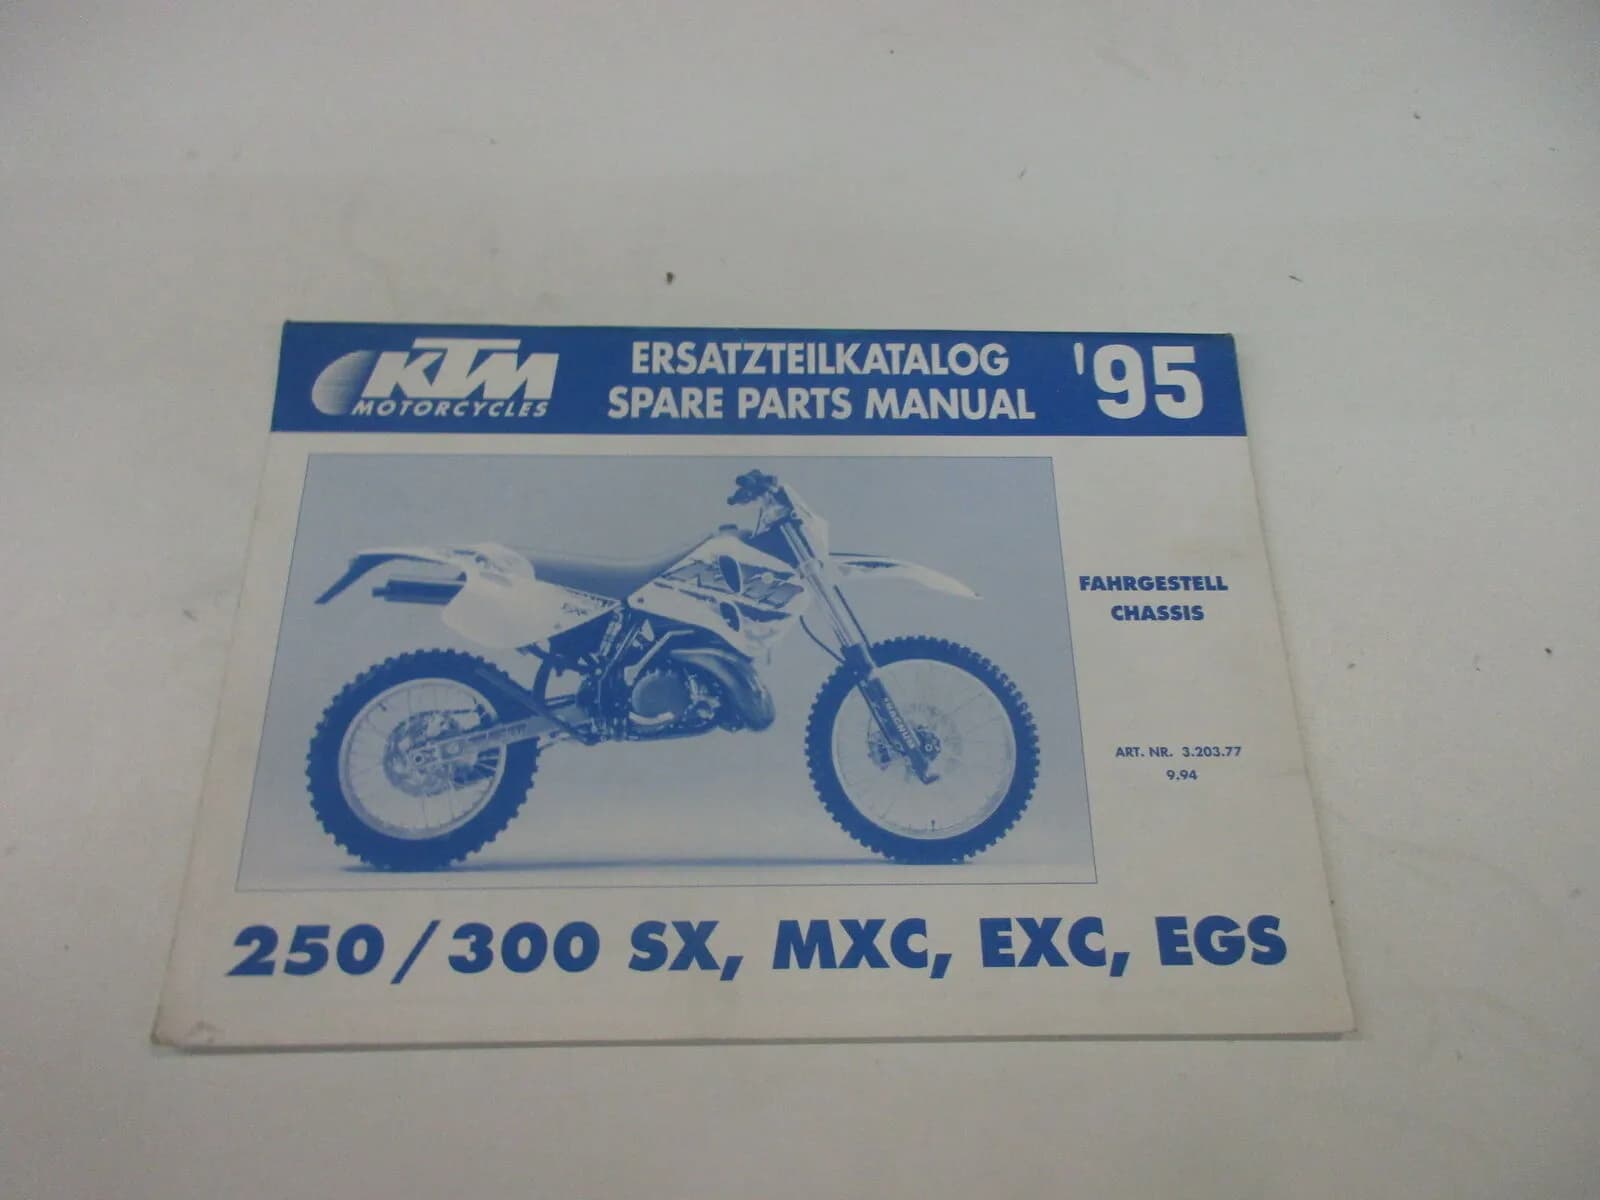 KTM
MOTORCYCLES
ERSATZTEILKATALOG
SPARE PARTS MANUAL
'95
FAHRGESTELL
CHASSIS
MAGNUM
ART. NR. 3.203.77
9.94
250/300 SX, MXC, EXC, EGS